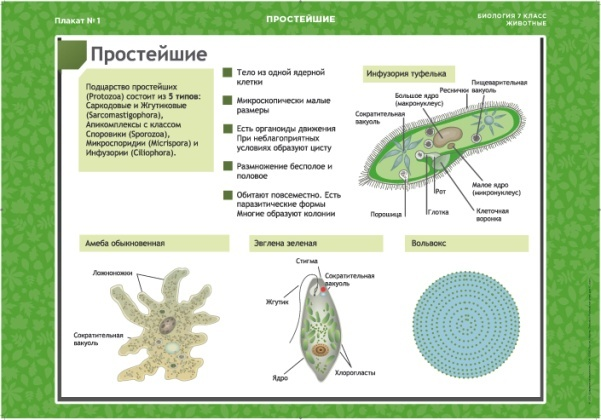 Плакат № 1
ПРОСТЕЙШИЕ
БИОЛОГИЯ 7 КЛАСС
ЖИВОТНЫЕ
Простейшие
Подцарство простейших
(Protozoa) состоит из 5 типов:
Саркодовые и Жгутиковые
(Sarcomastigophora),
Апикомплексы с классом
Споровики (Sporozoa),
Микроспоридии (Micrispora) и
Инфузории (Ciliophora).
Тело из одной ядерной
клетки
Микроскопически малые
размеры
Есть органоиды движения
При неблагоприятных
условиях образуют цисту
Размножение бесполое и
половое
Обитают повсеместно. Есть
паразитические формы
Многие образуют колонии
Инфузория туфелька
Пищеварительная
вакуоль
Реснички
Большое ядро
(макронуклеус)
Сократительная
вакуоль
Малое ядро
(микронуклеус)
Рот
Клеточная
воронка
Глотка
Порошица
Амеба обыкновенная
Ложноножки
Сократительная
вакуоль
Эвглена зеленая
Стигма
Сократительная
вакуоль
Жгутик
Ядро
Хлоропласты
Вольвокс